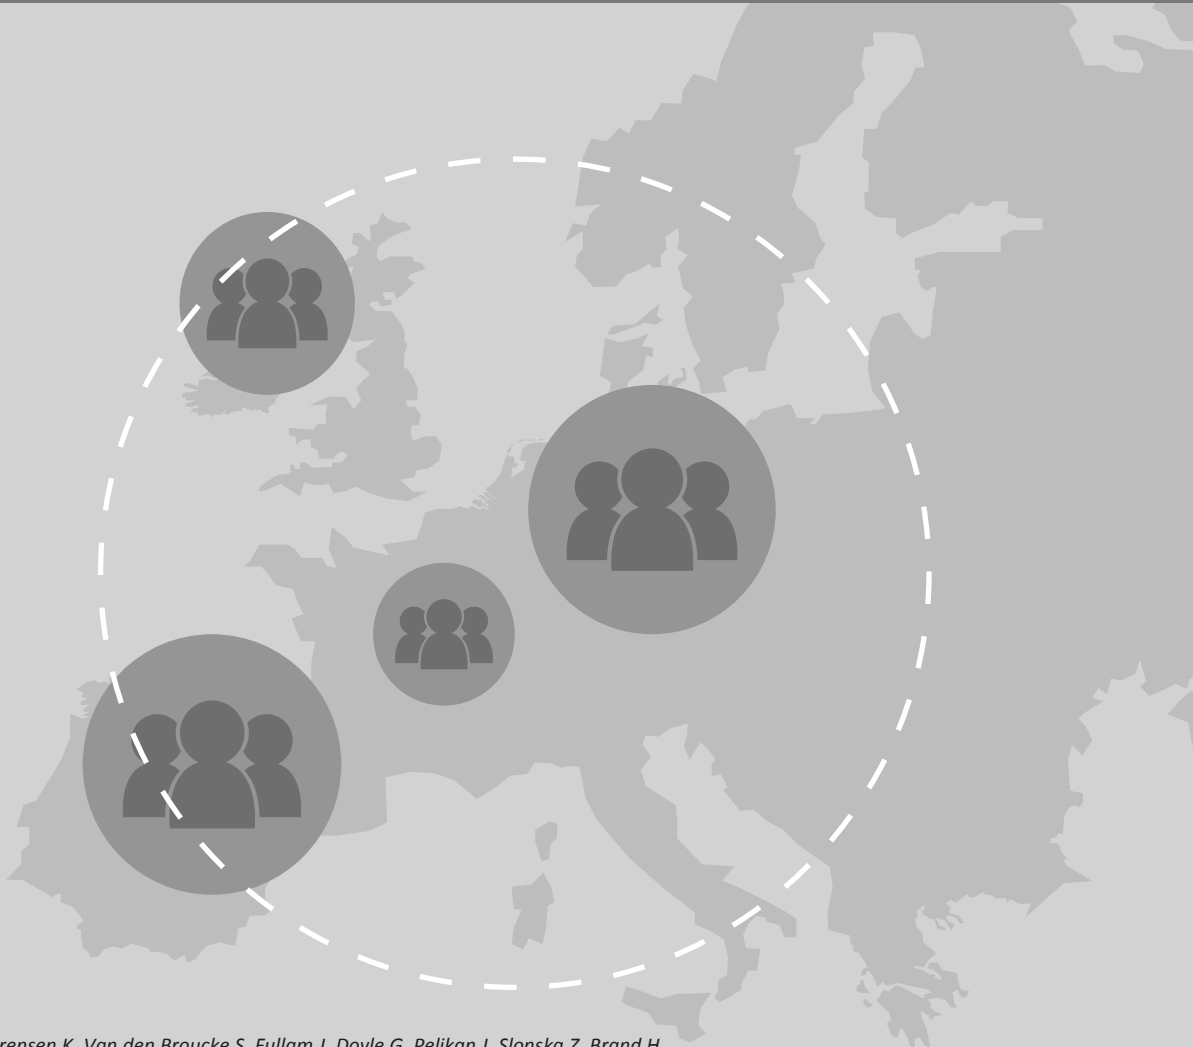 rensen K, Van den Broucke S, Fullam J, Doyle G, Pelikan J, Slonska Z, Brand H